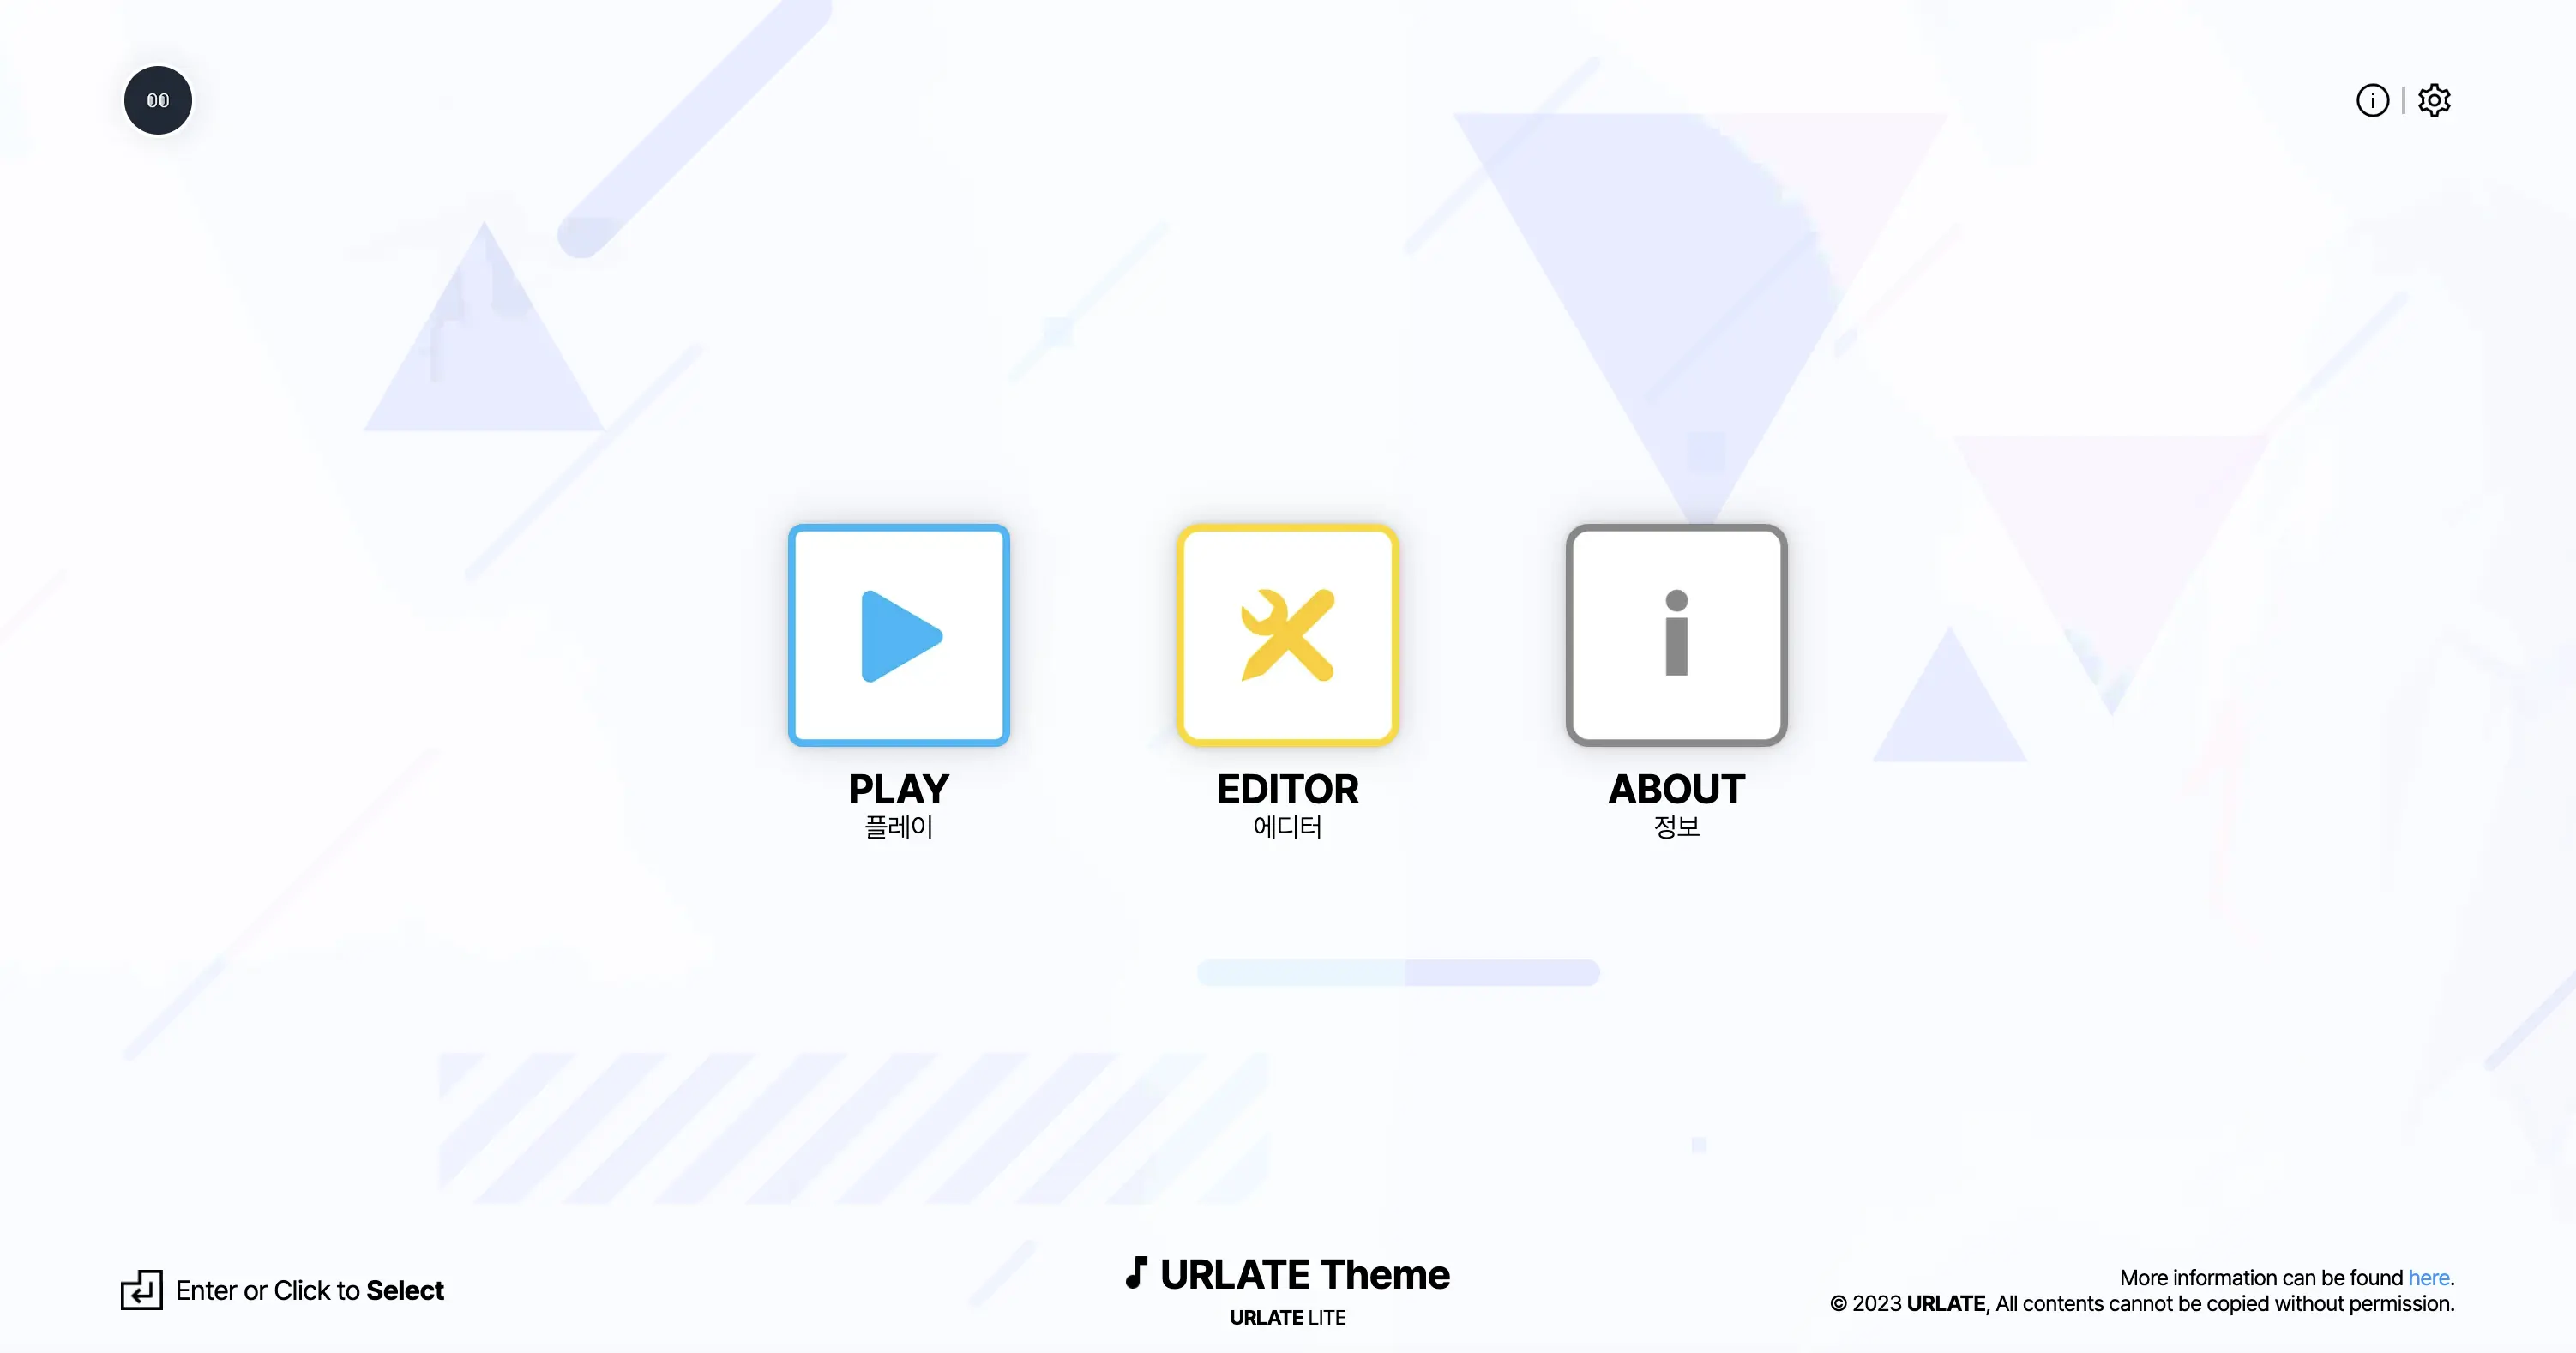 PLAY
플레이
EDITOR
에디터
ABOUT
정보
Enter or Click to Select
URLATE Theme
URLATE LITE
More information can be found here.
© 2023 URLATE, All contents cannot be copied without permission.